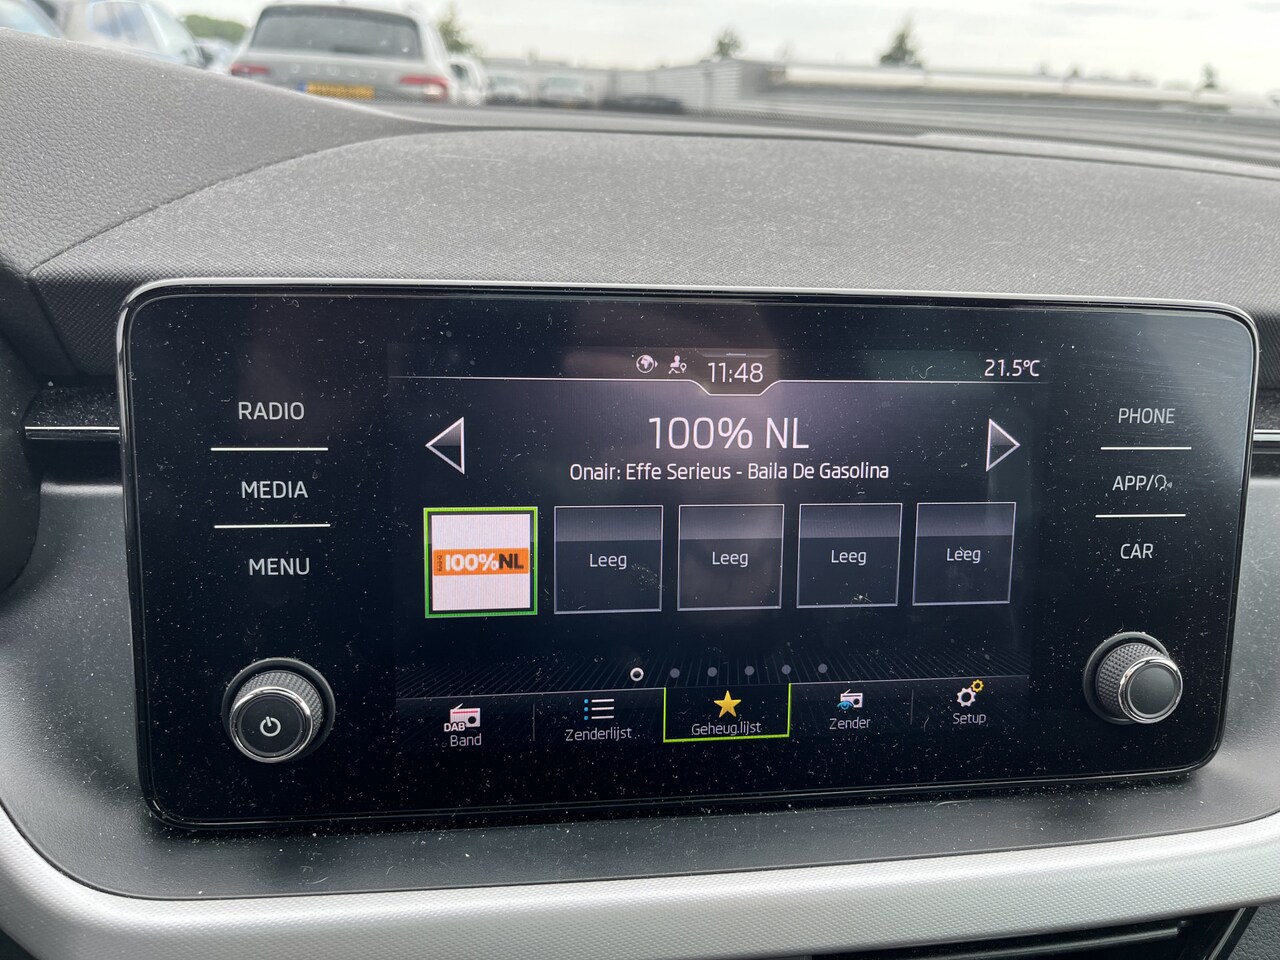 11:48
21.5°C
RADIO
MEDIA
MENU
100% NL
Onair: Effe Serieus - Baila De Gasolina
100%NL
Leeg
Leeg
Leeg
Leeg
DAB
Band
Zenderlijst
Geheug.lijst
Zender
Setup
PHONE
APP/
CAR